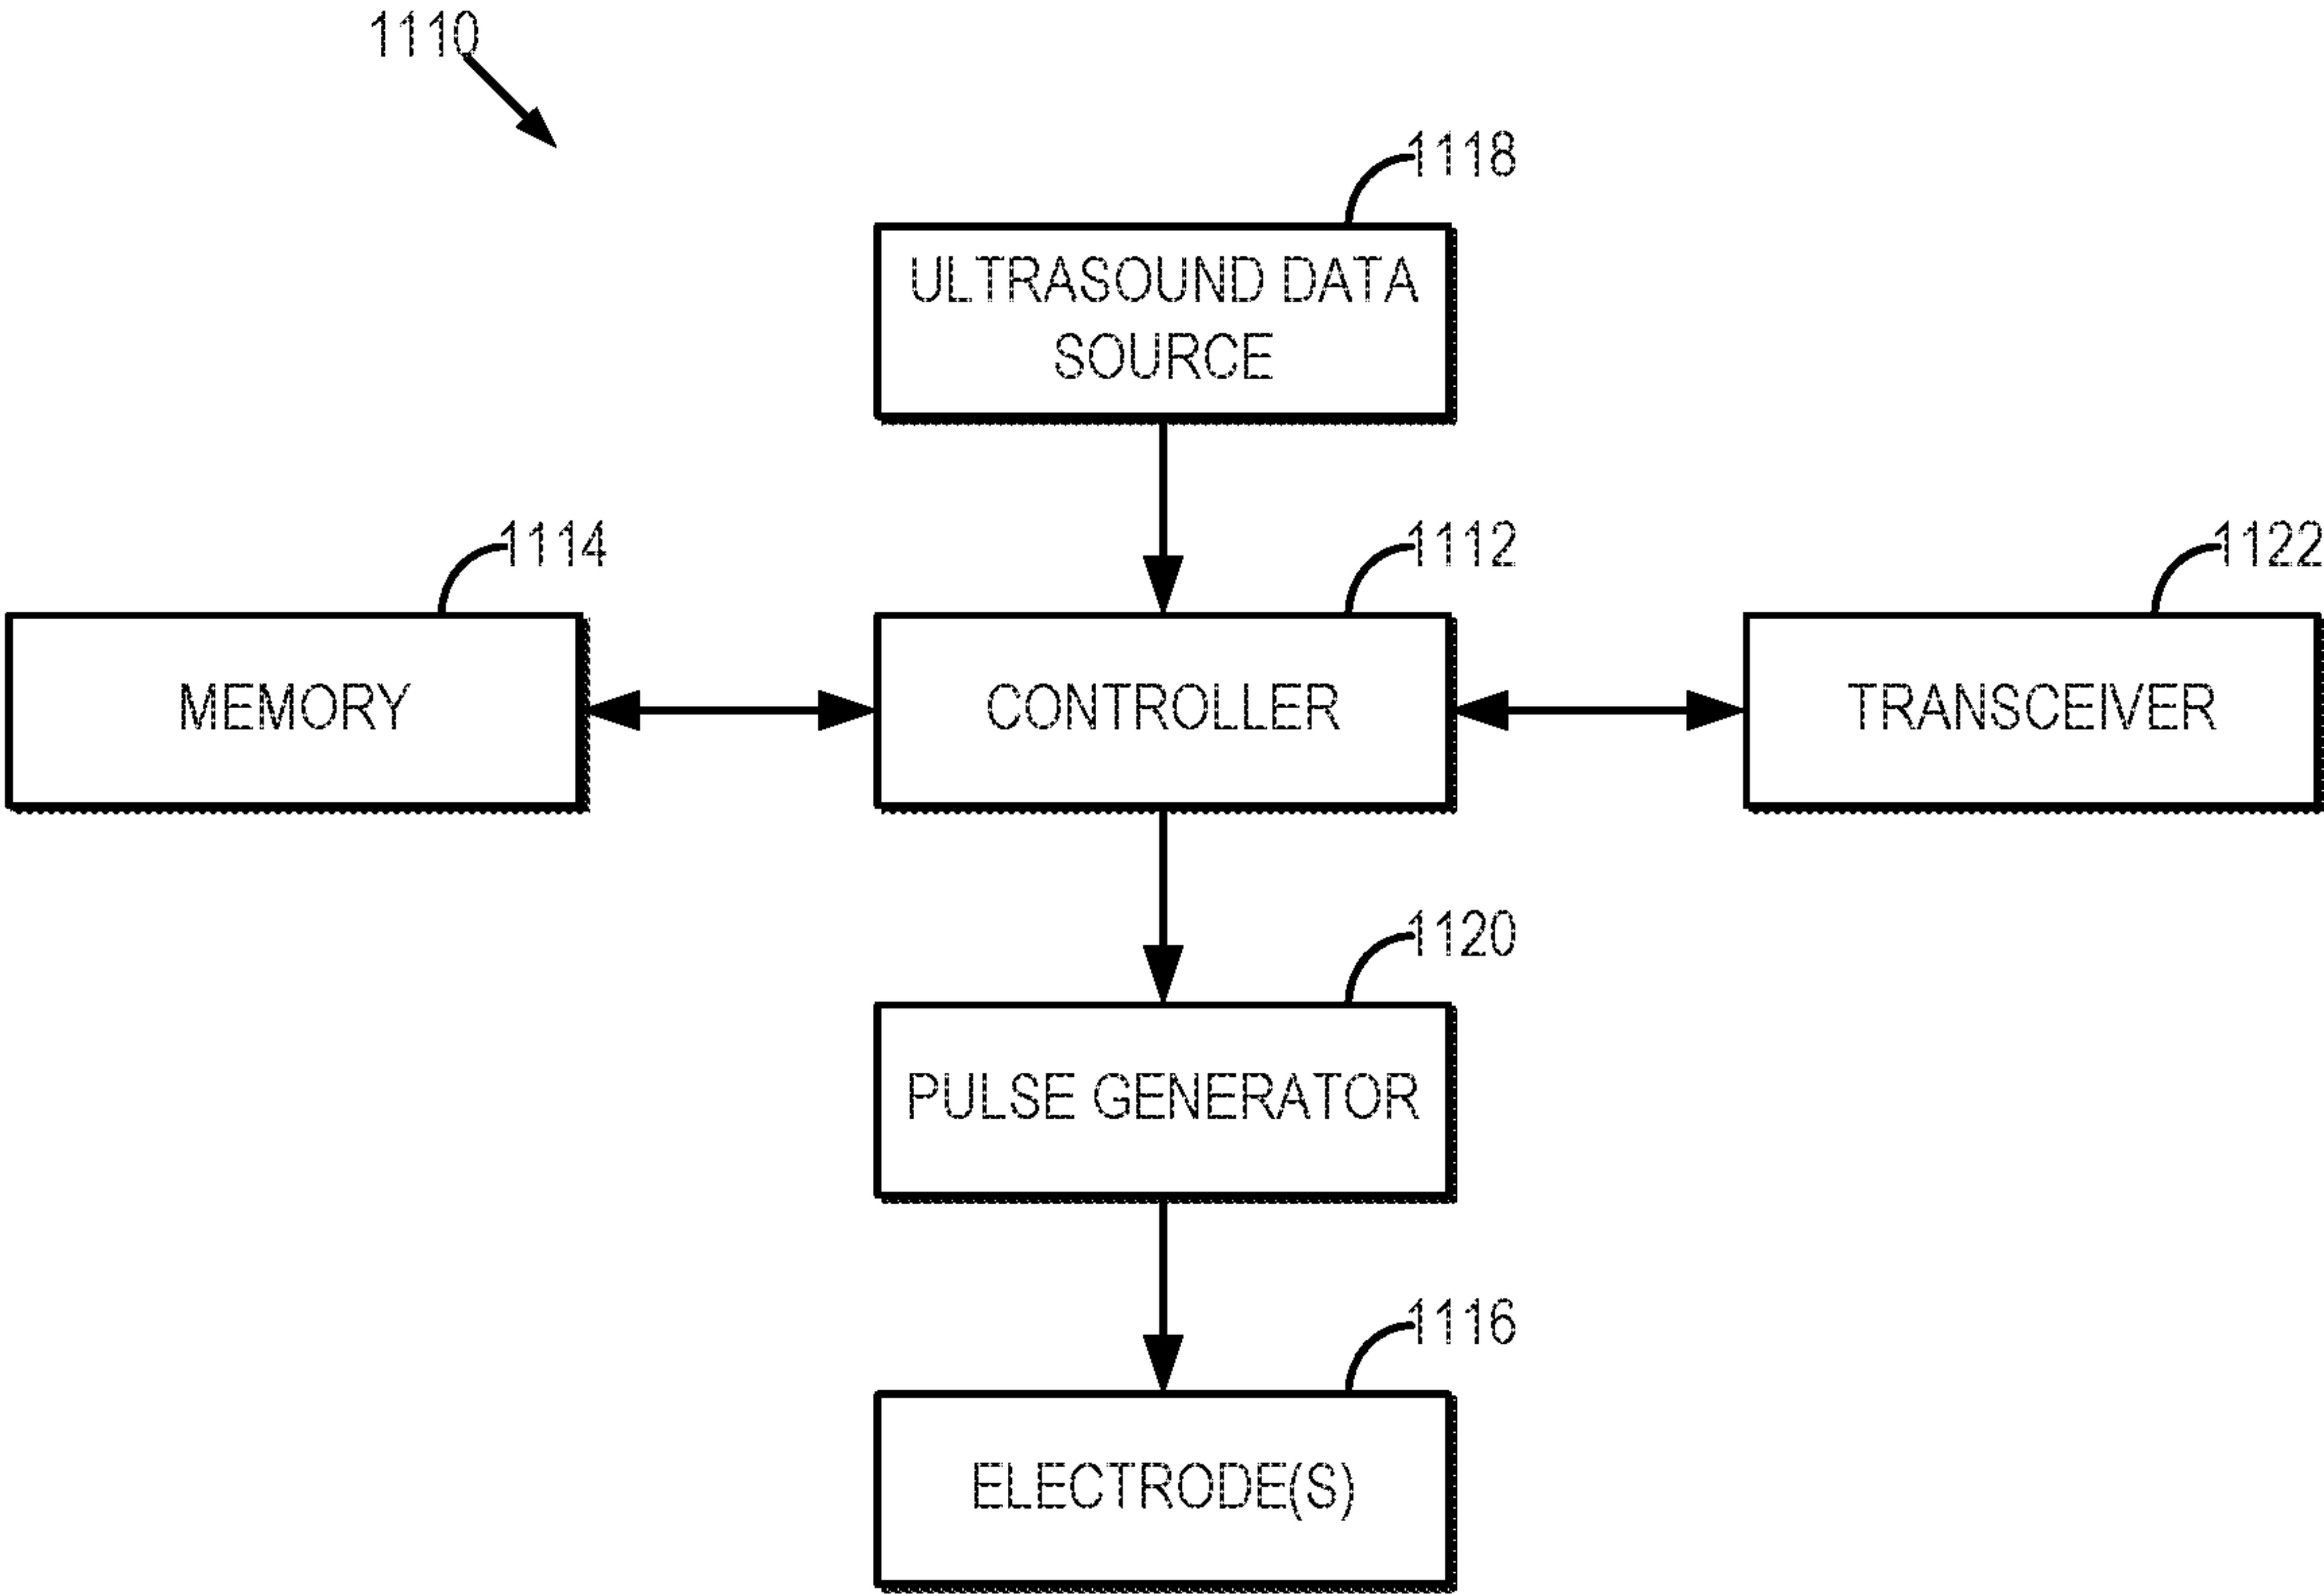 1110
1118
ULTRASOUND DATA
SOURCE
1114
1112
1122
MEMORY
CONTROLLER
TRANSCEIVER
1120
PULSE GENERATOR
1116
ELECTRODE(S)